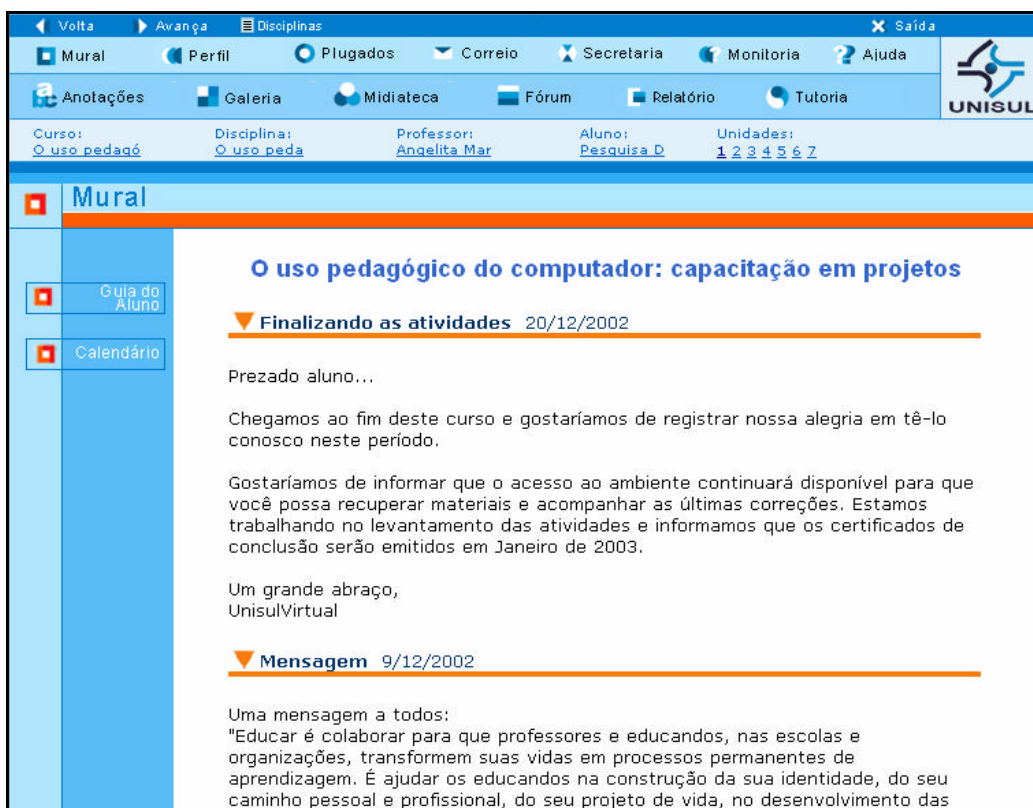 Volta Avança Disciplinas Saída
Mural Perfil Plugados Correio Secretaria Monitoria Ajuda
Anotações Galeria Midiateca Fórum Relatório Tutoria
UNISUL
Curso: Disciplina: Professor: Aluno: Unidades:
O uso pedagó O uso peda Angelita Mar Pesquisa D 1 2 3 4 5 6 7
Mural
Guia do
Aluno
Calendário
O uso pedagógico do computador: capacitação em projetos
Finalizando as atividades 20/12/2002
Prezado aluno...
Chegamos ao fim deste curso e gostaríamos de registrar nossa alegria em tê-lo
conosco neste período.
Gostaríamos de informar que o acesso ao ambiente continuará disponível para que
você possa recuperar materiais e acompanhar as últimas correções. Estamos
trabalhando no levantamento das atividades e informamos que os certificados de
conclusão serão emitidos em Janeiro de 2003.
Um grande abraço,
UnisulVirtual
Mensagem 9/12/2002
Uma mensagem a todos:
"Educar é colaborar para que professores e educandos, nas escolas e
organizações, transformem suas vidas em processos permanentes de
aprendizagem. É ajudar os educandos na construção da sua identidade, do seu
caminho pessoal e profissional, do seu projeto de vida, no desenvolvimento das